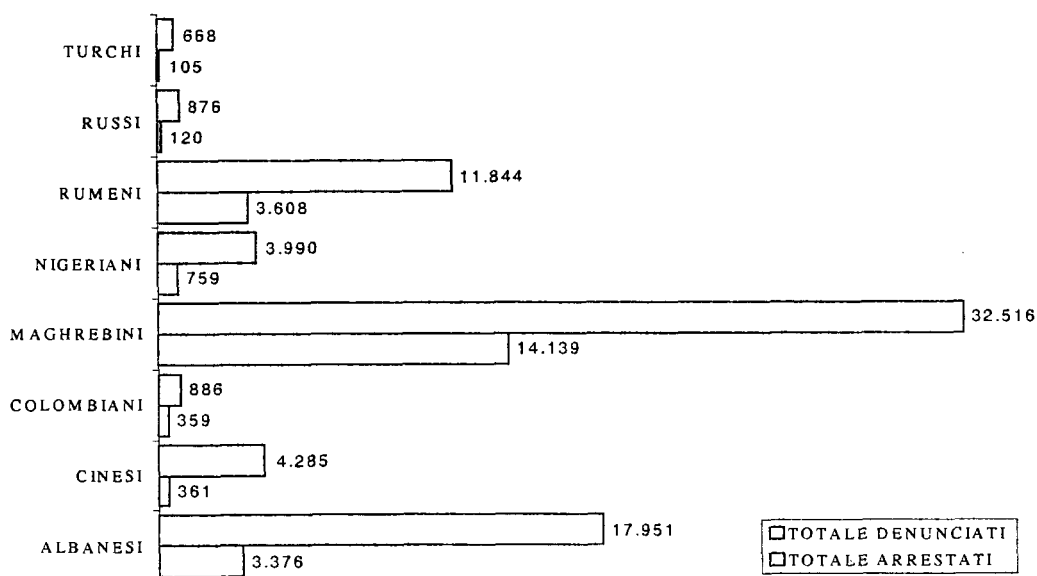 668
TURCHI
105
876
RUSSI
120
11.844
RUMENI
3.608
3.990
NIGERIANI
759
32.516
MAGHREBINI
14.139
886
COLOMBIANI
359
4.285
CINESI
361
17.951
ALBANESI
3.376
TOTALE DENUNCIATI
TOTALE ARRESTATI